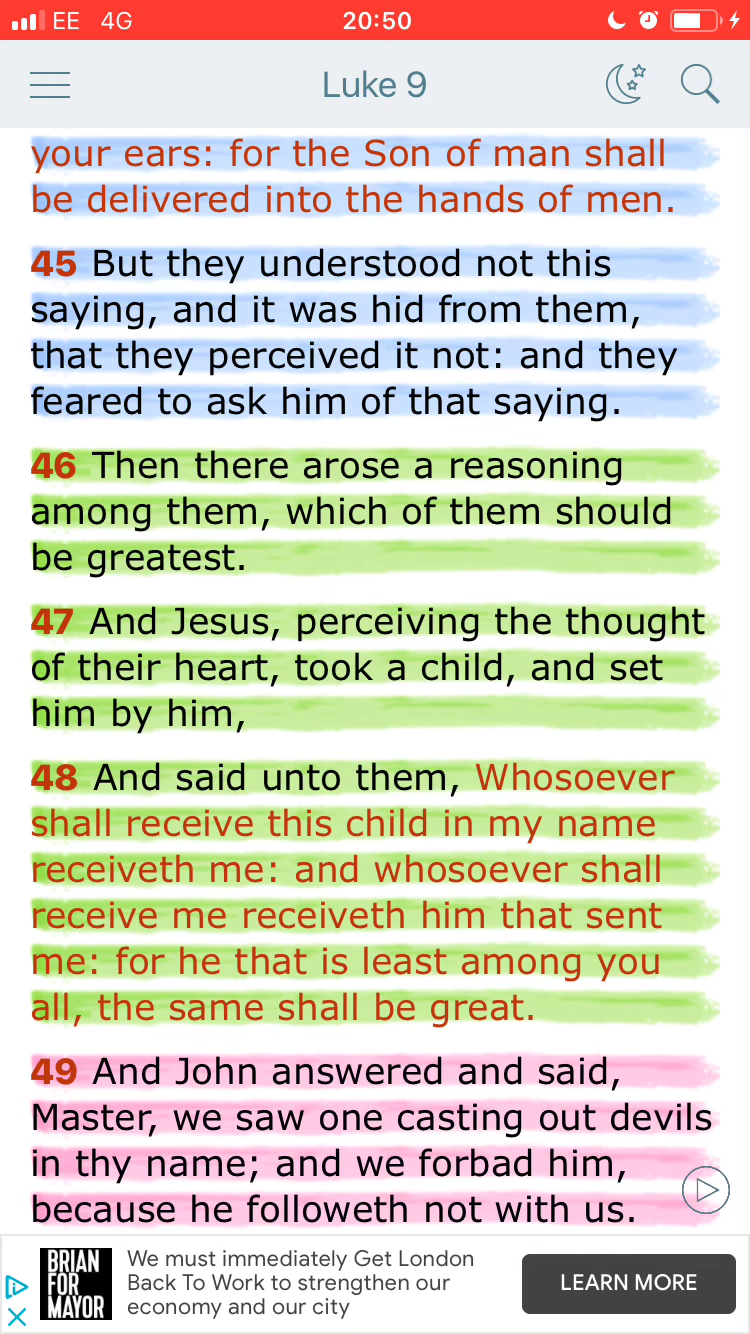 EE 4G 20:50
Luke 9
your ears: for the Son of man shall
be delivered into the hands of men.
45 But they understood not this
saying, and it was hid from them,
that they perceived it not: and they
feared to ask him of that saying.
46 Then there arose a reasoning
among them, which of them should
be greatest.
47 And Jesus, perceiving the thought
of their heart, took a child, and set
him by him,
48 And said unto them, Whosoever
shall receive this child in my name
receiveth me: and whosoever shall
receive me receiveth him that sent
me: for he that is least among you
all, the same shall be great.
49 And John answered and said,
Master, we saw one casting out devils
in thy name; and we forbad him,
because he followeth not with us.
BRIAN
FOR
MAYOR
We must immediately Get London
Back To Work to strengthen our
economy and our city
LEARN MORE